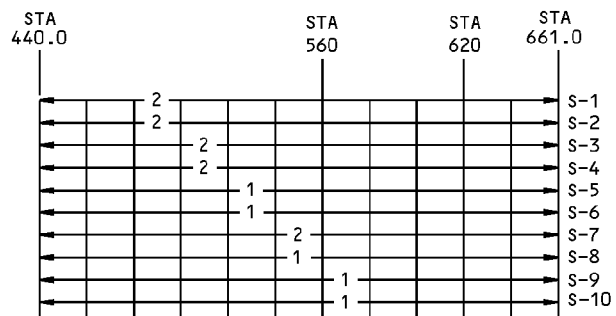 STA STA STA STA
440.0 560 620 661.0
2 S-1
2 S-2
2 S-3
2 S-4
1 S-5
1 S-6
2 S-7
1 S-8
1 S-9
1 S-10